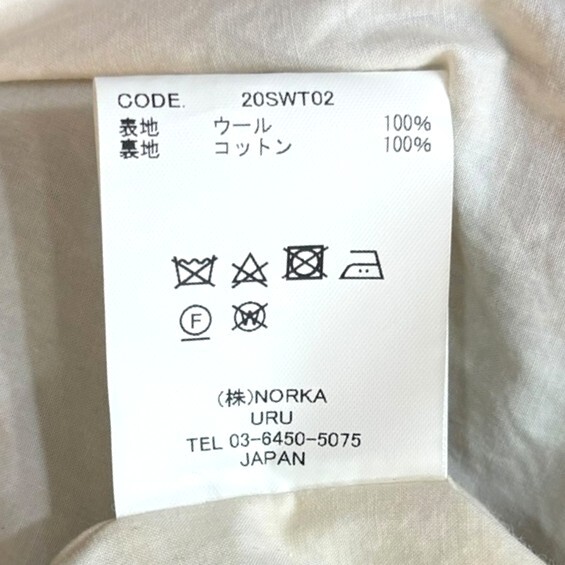 CODE. 20SWT02
表地 ウール 100%
裏地 コットン 100%
F W
(株)NORKA
URU
TEL 03-6450-5075
JAPAN